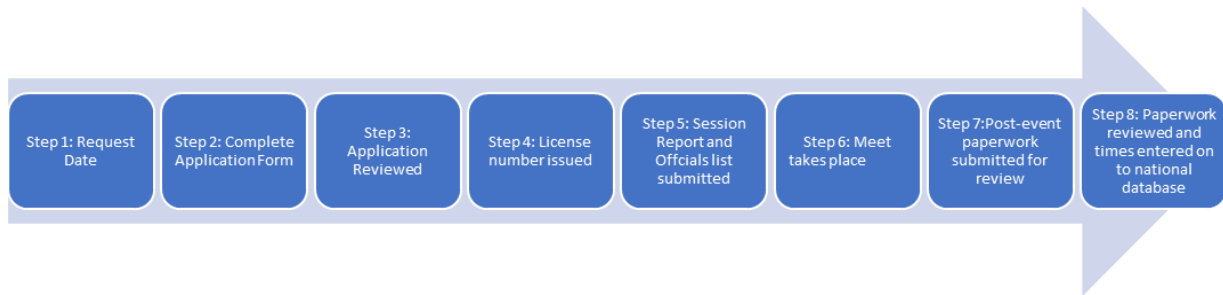 Step 1: Request
Date
Step 2: Complete
Application Form
Step 3:
Application
Reviewed
Step 4: License
number issued
Step 5: Session
Report and
Offcials list
submitted
Step 6: Meet
takes place
Step 7:Post-event
paperwork
submitted for
review
Step 8: Paperwork
reviewed and
times entered on
to national
database